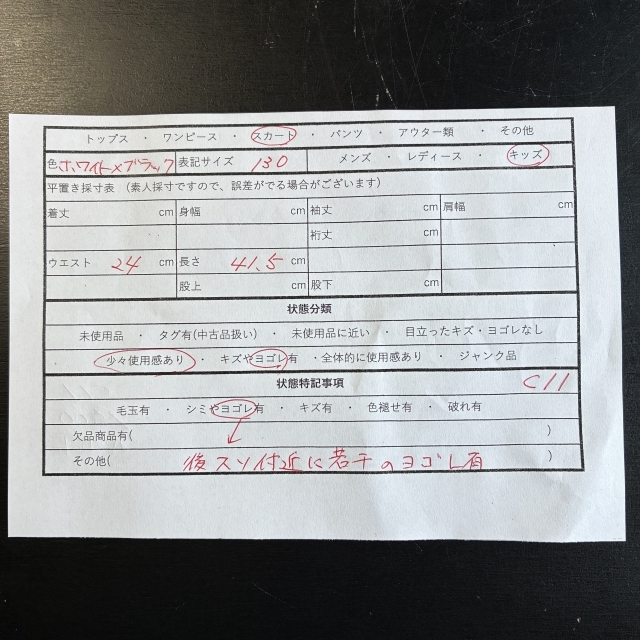 トップス ・ ワンピース ・ スカート ・ パンツ ・ アウター類 ・ その他
色 ホワイト×ブラック 表記サイズ 130 メンズ ・ レディース ・ キッズ
平置き採寸表 （素人採寸ですので、誤差がでる場合がございます）
着丈 cm 身幅 cm 袖丈 cm 肩幅 cm
裄丈 cm
ウエスト 24 cm 長さ 41.5 cm
股上 cm 股下 cm
状態分類
未使用品 ・ タグ有(中古品扱い) ・ 未使用品に近い ・ 目立ったキズ・ヨゴレなし
少々使用感あり ・ キズやヨゴレ有 ・全体的に使用感あり ・ ジャンク品
状態特記事項 C11
毛玉有 ・ シミやヨゴレ有 ・ キズ有 ・ 色褪せ有 ・ 破れ有
欠品商品有( )
その他( 後スソ付近に若干のヨゴレ有 )